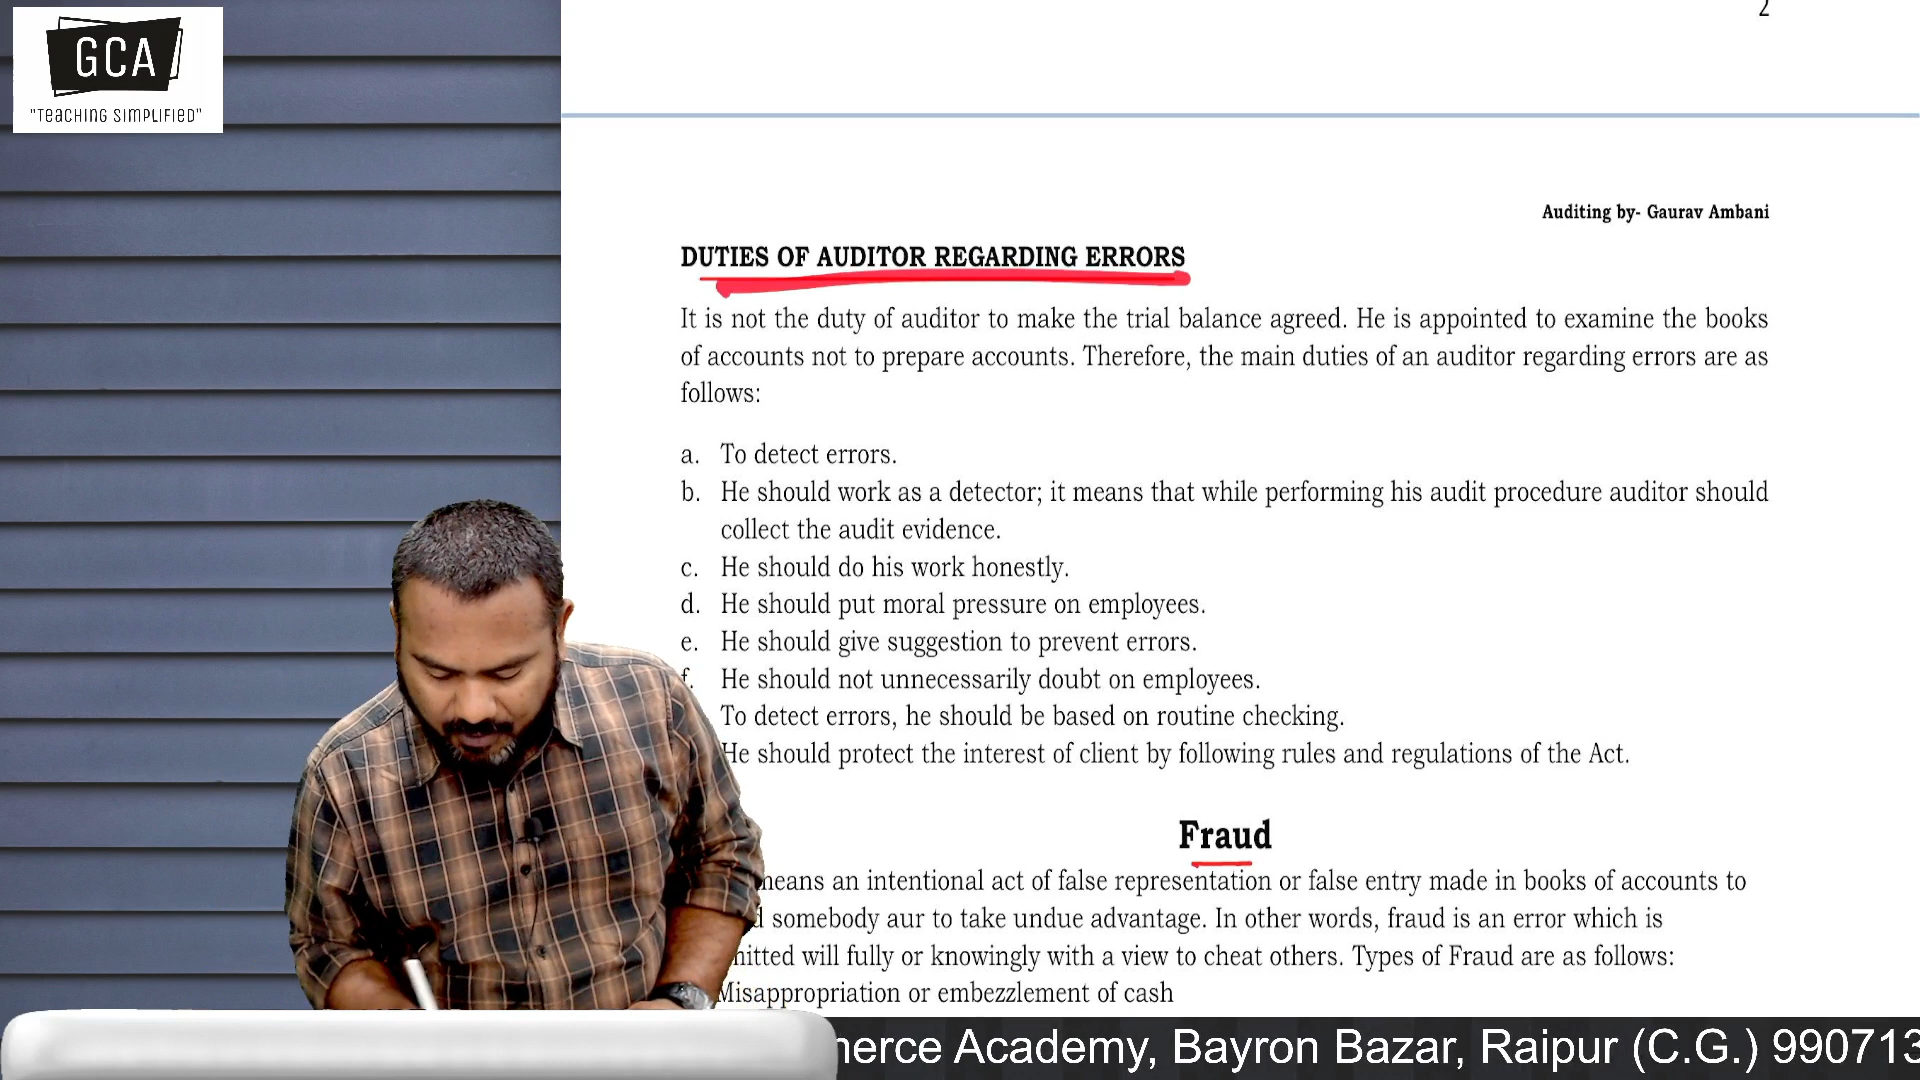 GCA
"Teaching Simplified"
2
Auditing by- Gaurav Ambani
DUTIES OF AUDITOR REGARDING ERRORS
It is not the duty of auditor to make the trial balance agreed. He is appointed to examine the books
of accounts not to prepare accounts. Therefore, the main duties of an auditor regarding errors are as
follows:
a. To detect errors.
b. He should work as a detector; it means that while performing his audit procedure auditor should
collect the audit evidence.
c. He should do his work honestly.
d. He should put moral pressure on employees.
e. He should give suggestion to prevent errors.
f. He should not unnecessarily doubt on employees.
To detect errors, he should be based on routine checking.
He should protect the interest of client by following rules and regulations of the Act.
Fraud
means an intentional act of false representation or false entry made in books of accounts to
somebody aur to take undue advantage. In other words, fraud is an error which is
will fully or knowingly with a view to cheat others. Types of Fraud are as follows:
Misappropriation or embezzlement of cash
Academy, Bayron Bazar, Raipur (C.G.) 990713